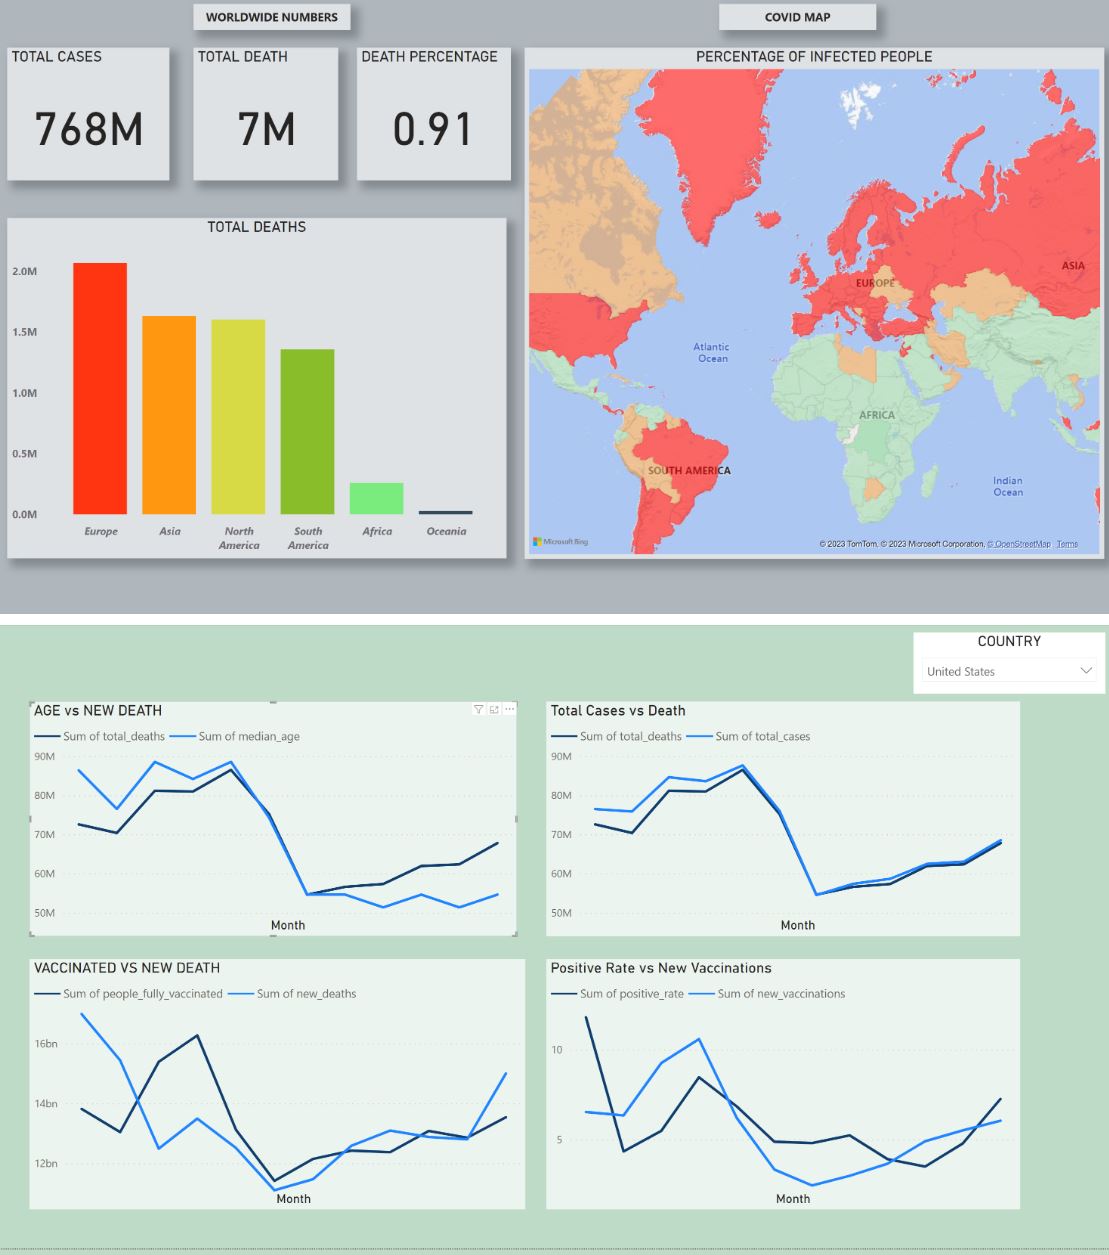 WORLDWIDE NUMBERS
COVID MAP
TOTAL CASES
768M
TOTAL DEATH
7M
DEATH PERCENTAGE
0.91
TOTAL DEATHS
2.0M
1.5M
1.0M
0.5M
0.0M
Europe
Asia
North
America
South
America
Africa
Oceania
PERCENTAGE OF INFECTED PEOPLE
ASIA
EUROPE
Atlantic
Ocean
AFRICA
SOUTH AMERICA
Indian
Ocean
Microsoft Bing
© 2023 TomTom, © 2023 Microsoft Corporation, © OpenStreetMap Terms
COUNTRY
United States
AGE vs NEW DEATH
Sum of total_deaths Sum of median_age
90M
80M
70M
60M
50M
Month
Total Cases vs Death
Sum of total_deaths Sum of total_cases
90M
80M
70M
60M
50M
Month
VACCINATED VS NEW DEATH
Sum of people_fully_vaccinated Sum of new_deaths
16bn
14bn
12bn
Month
Positive Rate vs New Vaccinations
Sum of positive_rate Sum of new_vaccinations
10
5
Month